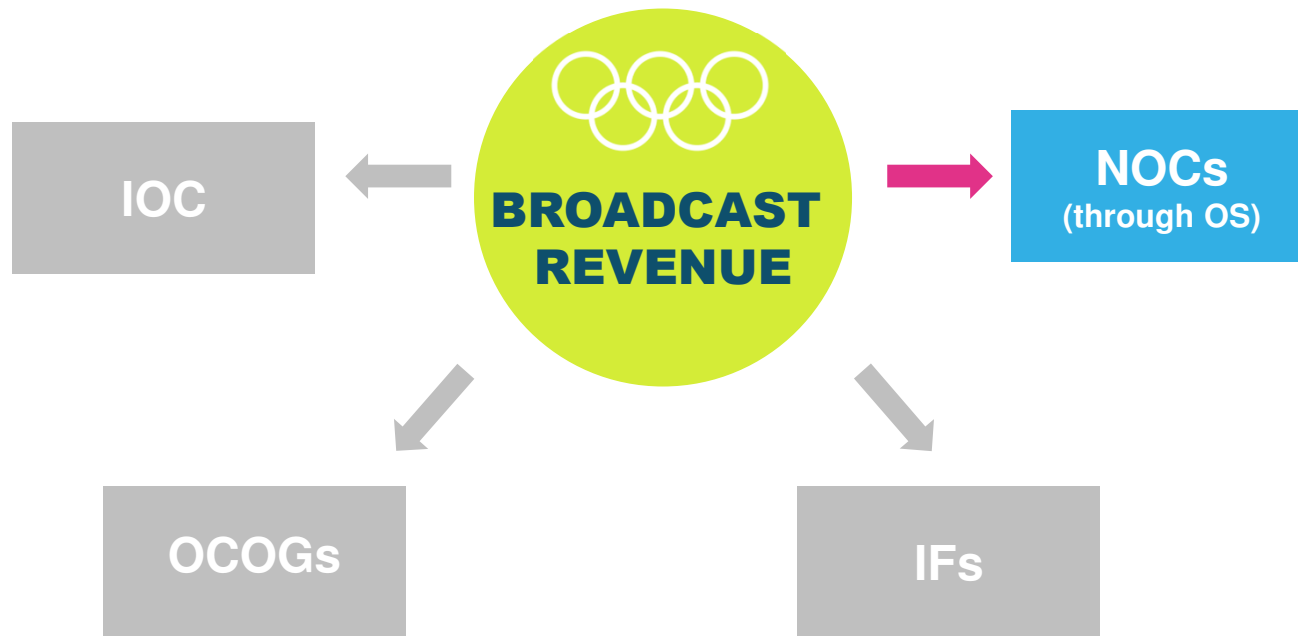 BROADCAST
REVENUE
IOC
NOCs
(through OS)
OCOGs
IFs